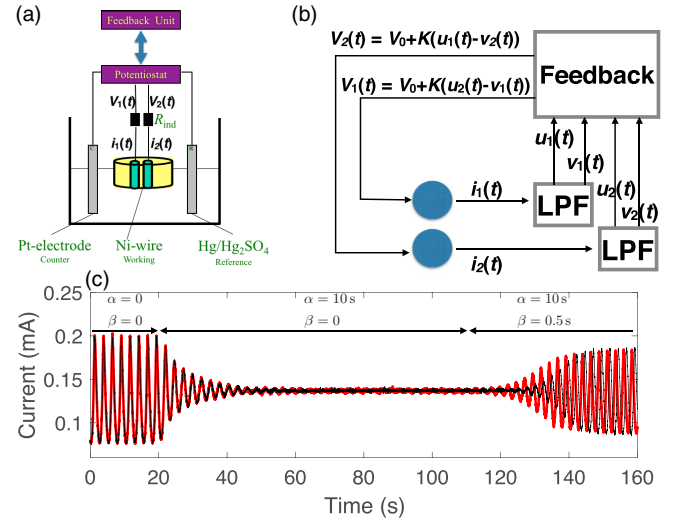 (a)
Feedback Unit
Potentiostat
V₁(t) V₂(t)
R_ind
i₁(t) i₂(t)
Pt-electrode
Counter
Ni-wire
Working
Hg/Hg₂SO₄
Reference
(b)
V₂(t) = V₀+K(u₁(t)-v₂(t))
V₁(t) = V₀+K(u₂(t)-v₁(t))
Feedback
u₁(t)
v₁(t)
u₂(t)
v₂(t)
i₁(t)
LPF
i₂(t)
LPF
(c)
α = 0 α = 10 s α = 10 s
β = 0 β = 0 β = 0.5 s
Current (mA)
0.25
0.2
0.15
0.1
0 20 40 60 80 100 120 140 160
Time (s)